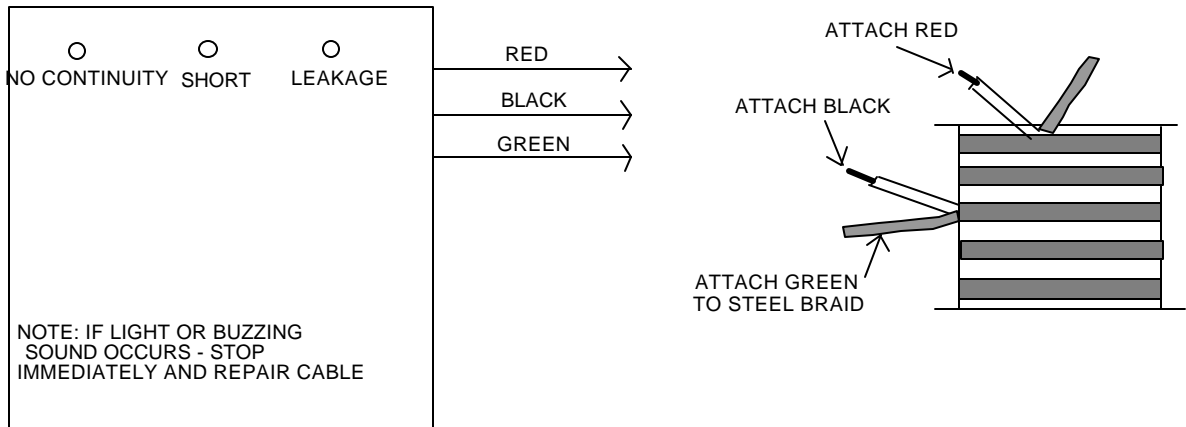 NO CONTINUITY
SHORT
LEAKAGE
NOTE: IF LIGHT OR BUZZING
SOUND OCCURS - STOP
IMMEDIATELY AND REPAIR CABLE
RED
BLACK
GREEN
ATTACH RED
ATTACH BLACK
ATTACH GREEN
TO STEEL BRAID